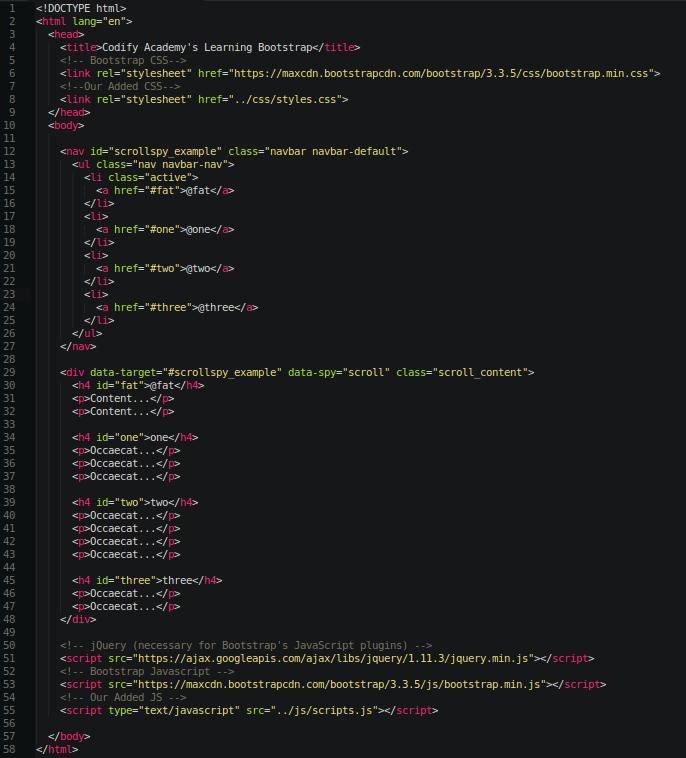 1 <!DOCTYPE html>
2 <html lang="en">
3 <head>
4 <title>Codify Academy's Learning Bootstrap</title>
5 <!-- Bootstrap CSS-->
6 <link rel="stylesheet" href="https://maxcdn.bootstrapcdn.com/bootstrap/3.3.5/css/bootstrap.min.css">
7 <!--Our Added CSS-->
8 <link rel="stylesheet" href="../css/styles.css">
9 </head>
10 <body>
11
12 <nav id="scrollspy_example" class="navbar navbar-default">
13 <ul class="nav navbar-nav">
14 <li class="active">
15 <a href="#fat">@fat</a>
16 </li>
17 <li>
18 <a href="#one">@one</a>
19 </li>
20 <li>
21 <a href="#two">@two</a>
22 </li>
23 <li>
24 <a href="#three">@three</a>
25 </li>
26 </ul>
27 </nav>
28
29 <div data-target="#scrollspy_example" data-spy="scroll" class="scroll_content">
30 <h4 id="fat">@fat</h4>
31 <p>Content...</p>
32 <p>Content...</p>
33
34 <h4 id="one">one</h4>
35 <p>Occaecat...</p>
36 <p>Occaecat...</p>
37 <p>Occaecat...</p>
38
39 <h4 id="two">two</h4>
40 <p>Occaecat...</p>
41 <p>Occaecat...</p>
42 <p>Occaecat...</p>
43 <p>Occaecat...</p>
44
45 <h4 id="three">three</h4>
46 <p>Occaecat...</p>
47 <p>Occaecat...</p>
48 </div>
49
50 <!-- jQuery (necessary for Bootstrap's JavaScript plugins) -->
51 <script src="https://ajax.googleapis.com/ajax/libs/jquery/1.11.3/jquery.min.js"></script>
52 <!-- Bootstrap Javascript -->
53 <script src="https://maxcdn.bootstrapcdn.com/bootstrap/3.3.5/js/bootstrap.min.js"></script>
54 <!-- Our Added JS -->
55 <script type="text/javascript" src="../js/scripts.js"></script>
56
57 </body>
58 </html>